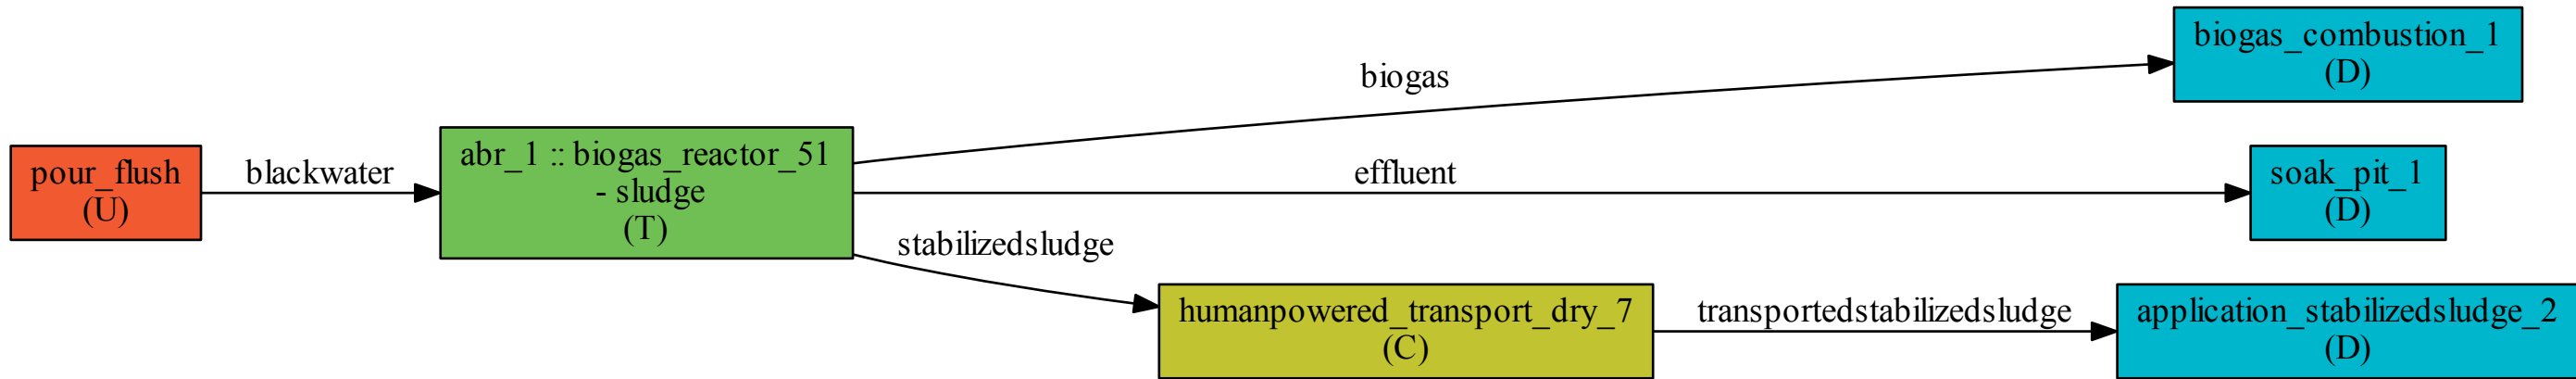 pour_flush
(U)
blackwater
abr_1 :: biogas_reactor_51
- sludge
(T)
biogas
biogas_combustion_1
(D)
effluent
soak_pit_1
(D)
stabilizedsludge
humanpowered_transport_dry_7
(C)
transportedstabilizedsludge
application_stabilizedsludge_2
(D)